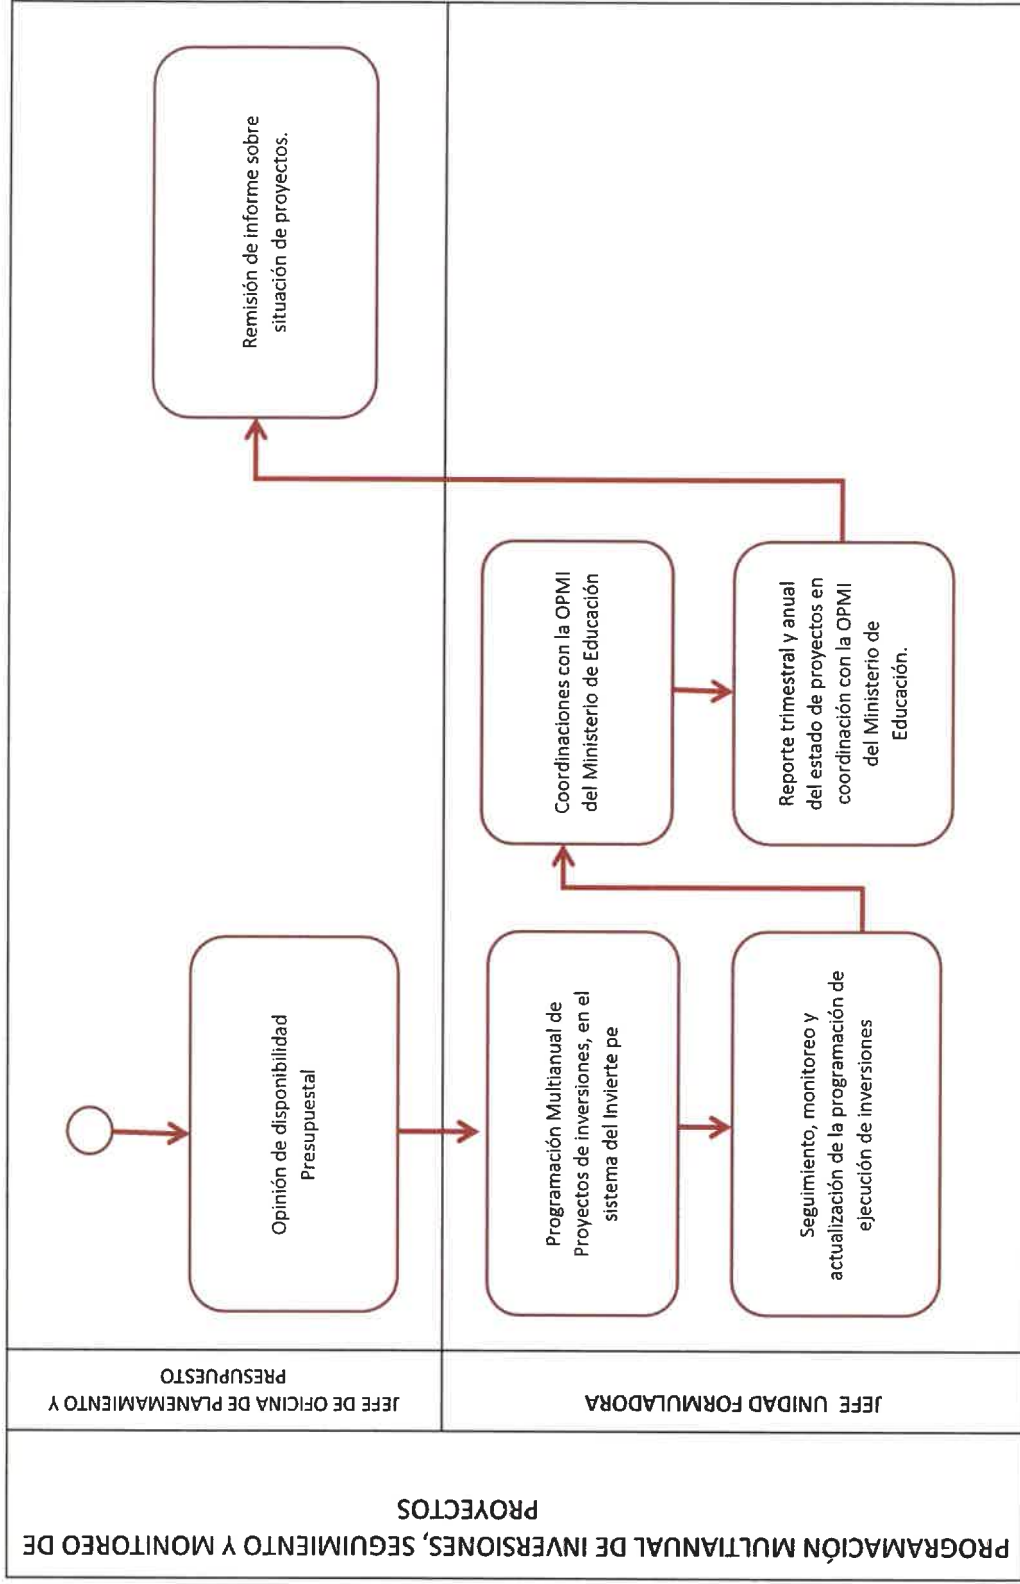 PROGRAMACIÓN MULTIANUAL DE INVERSIONES, SEGUIMIENTO Y MONITOREO DE
PROYECTOS
JEFE DE OFICINA DE PLANEMAMIENTO Y
PRESUPUESTO
Opinión de disponibilidad
Presupuestal
Remisión de informe sobre
situación de proyectos.
JEFE UNIDAD FORMULADORA
Programación Multianual de
Proyectos de inversiones, en el
sistema del Invierte pe
Seguimiento, monitoreo y
actualización de la programación de
ejecución de inversiones
Coordinaciones con la OPMI
del Ministerio de Educación
Reporte trimestral y anual
del estado de proyectos en
coordinación con la OPMI
del Ministerio de
Educación.